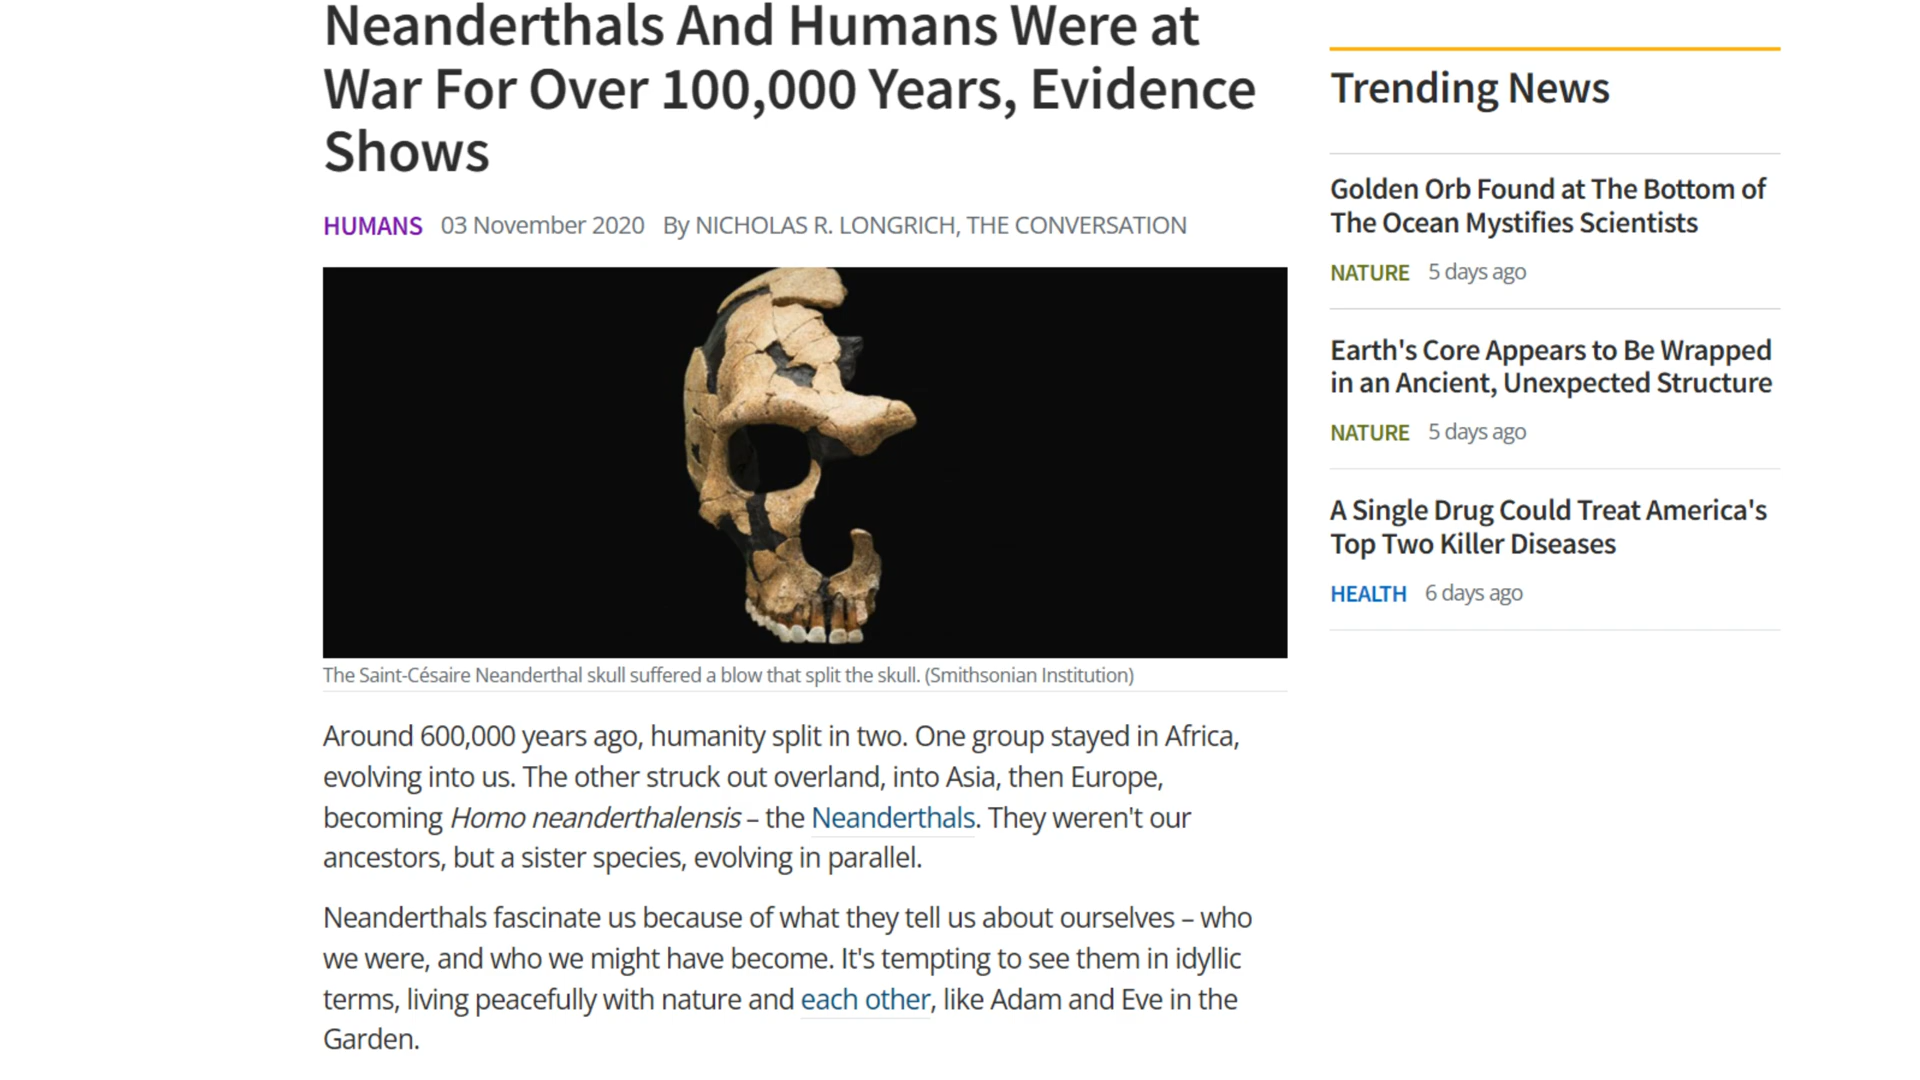 Neanderthals And Humans Were at
War For Over 100,000 Years, Evidence
Shows
HUMANS 03 November 2020 By NICHOLAS R. LONGRICH, THE CONVERSATION
The Saint-Césaire Neanderthal skull suffered a blow that split the skull. (Smithsonian Institution)
Around 600,000 years ago, humanity split in two. One group stayed in Africa,
evolving into us. The other struck out overland, into Asia, then Europe,
becoming Homo neanderthalensis – the Neanderthals. They weren't our
ancestors, but a sister species, evolving in parallel.
Neanderthals fascinate us because of what they tell us about ourselves – who
we were, and who we might have become. It's tempting to see them in idyllic
terms, living peacefully with nature and each other, like Adam and Eve in the
Garden.
Trending News
Golden Orb Found at The Bottom of
The Ocean Mystifies Scientists
NATURE 5 days ago
Earth's Core Appears to Be Wrapped
in an Ancient, Unexpected Structure
NATURE 5 days ago
A Single Drug Could Treat America's
Top Two Killer Diseases
HEALTH 6 days ago